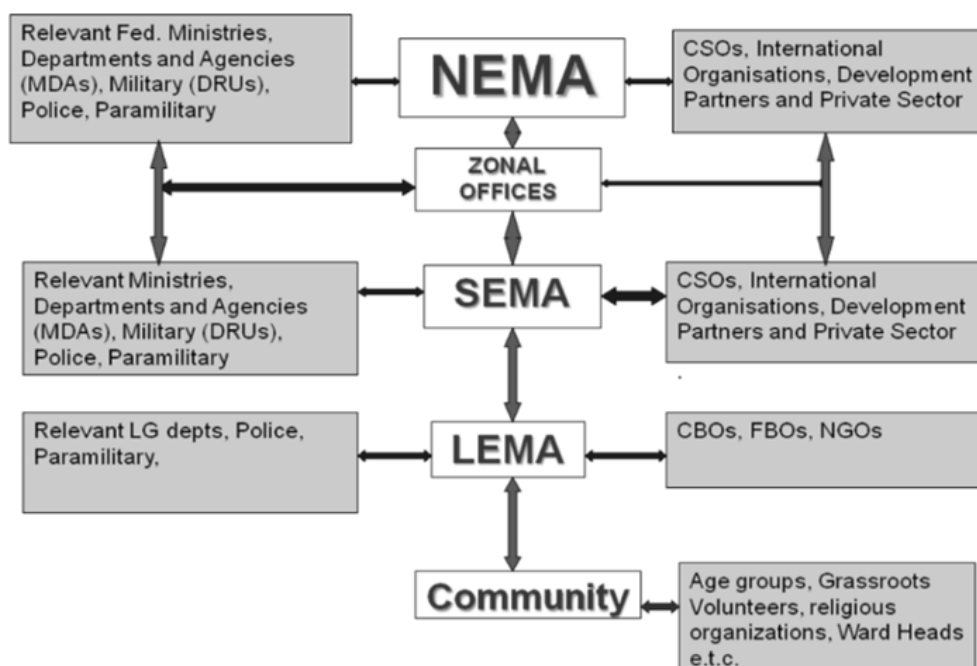 Relevant Fed. Ministries,
Departments and Agencies
(MDAs), Military (DRUs),
Police, Paramilitary
NEMA
CSOs, International
Organisations, Development
Partners and Private Sector
ZONAL
OFFICES
Relevant Ministries,
Departments and Agencies
(MDAs), Military (DRUs),
Police, Paramilitary
SEMA
CSOs, International
Organisations, Development
Partners and Private Sector
Relevant LG depts, Police,
Paramilitary,
LEMA
CBOs, FBOs, NGOs
Community
Age groups, Grassroots
Volunteers, religious
organizations, Ward Heads
e.t.c.